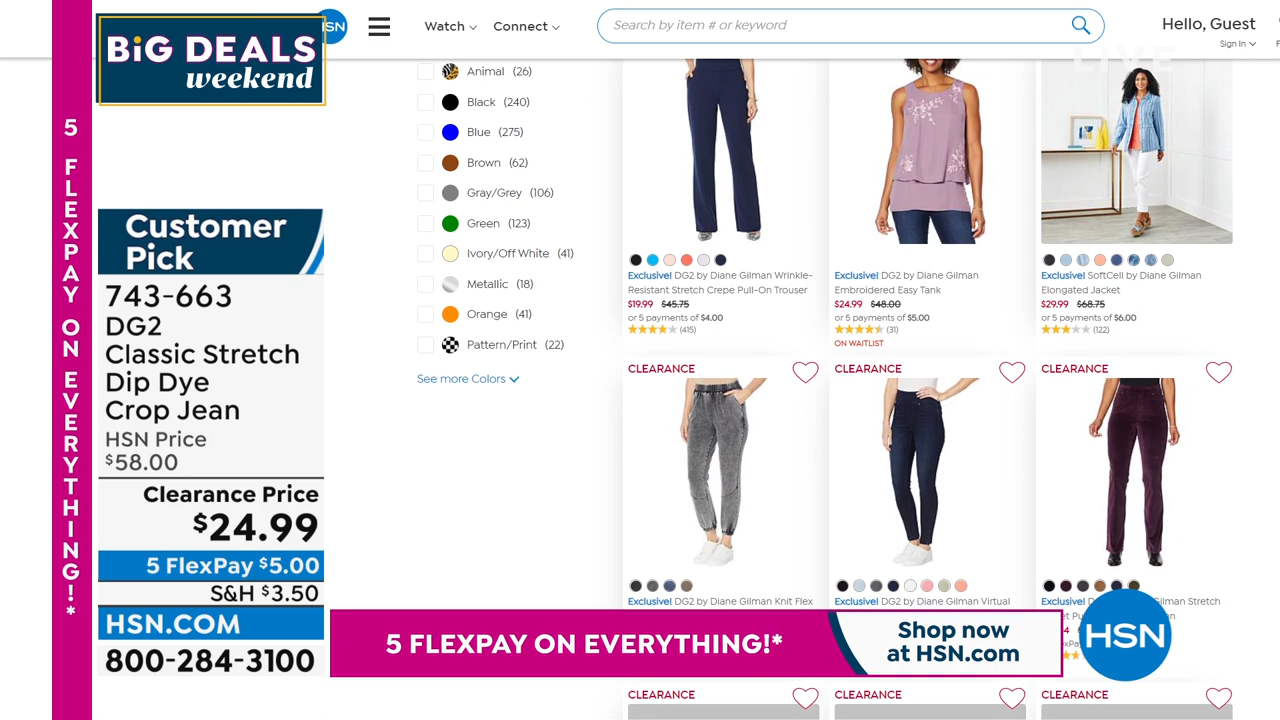 BiG DEALS
weekend
HSN
Watch
Connect
Search by item # or keyword
Hello, Guest
Sign In
LIVE
5 FLEXPAY ON EVERYTHING!*
Customer
Pick
743-663
DG2
Classic Stretch
Dip Dye
Crop Jean
HSN Price
$58.00
Clearance Price
$24.99
5 FlexPay $5.00
S&H $3.50
HSN.COM
800-284-3100
Animal (26)
Black (240)
Blue (275)
Brown (62)
Gray/Grey (106)
Green (123)
Ivory/Off White (41)
Metallic (18)
Orange (41)
Pattern/Print (22)
See more Colors
Exclusive! DG2 by Diane Gilman Wrinkle-
Resistant Stretch Crepe Pull-On Trouser
$19.99 $45.75
or 5 payments of $4.00
(415)
Exclusive! DG2 by Diane Gilman
Embroidered Easy Tank
$24.99 $48.00
or 5 payments of $5.00
(31)
ON WAITLIST
Exclusive! SoftCell by Diane Gilman
Elongated Jacket
$29.99 $68.75
or 5 payments of $6.00
(122)
CLEARANCE
CLEARANCE
CLEARANCE
Exclusive! DG2 by Diane Gilman Knit Flex
Exclusive! DG2 by Diane Gilman Virtual
Exclusive! Gilman Stretch
5 FLEXPAY ON EVERYTHING!*
Shop now
at HSN.com
HSN
CLEARANCE
CLEARANCE
CLEARANCE